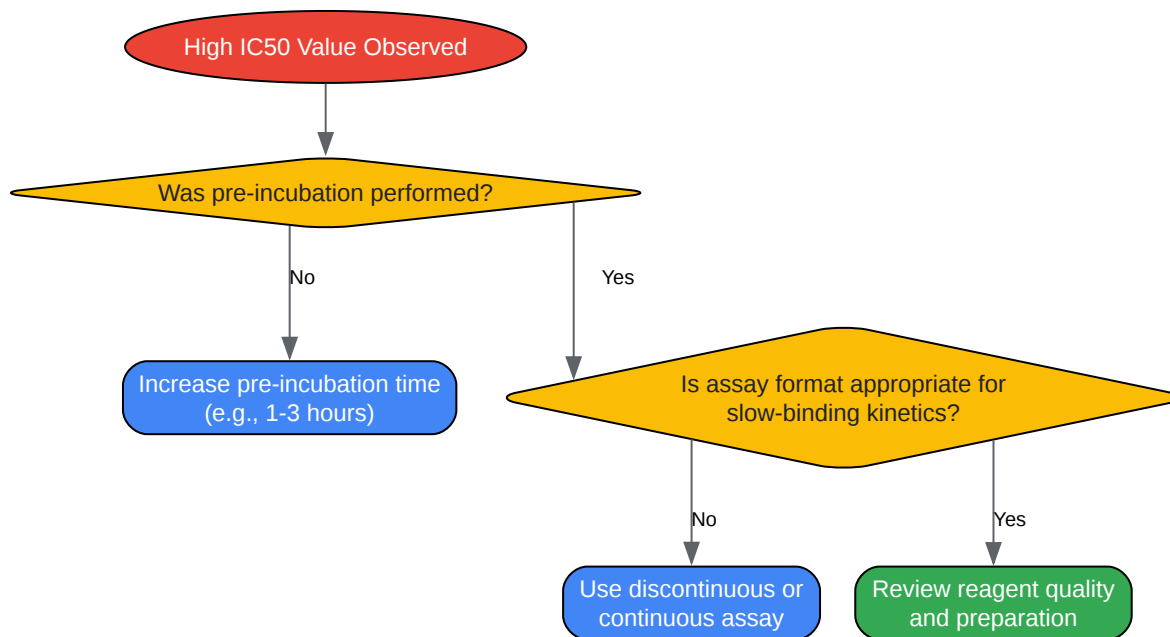 High IC50 Value Observed
Was pre-incubation performed?
No
Yes
Increase pre-incubation time
(e.g., 1-3 hours)
Is assay format appropriate for
slow-binding kinetics?
No
Yes
Use discontinuous or
continuous assay
Review reagent quality
and preparation